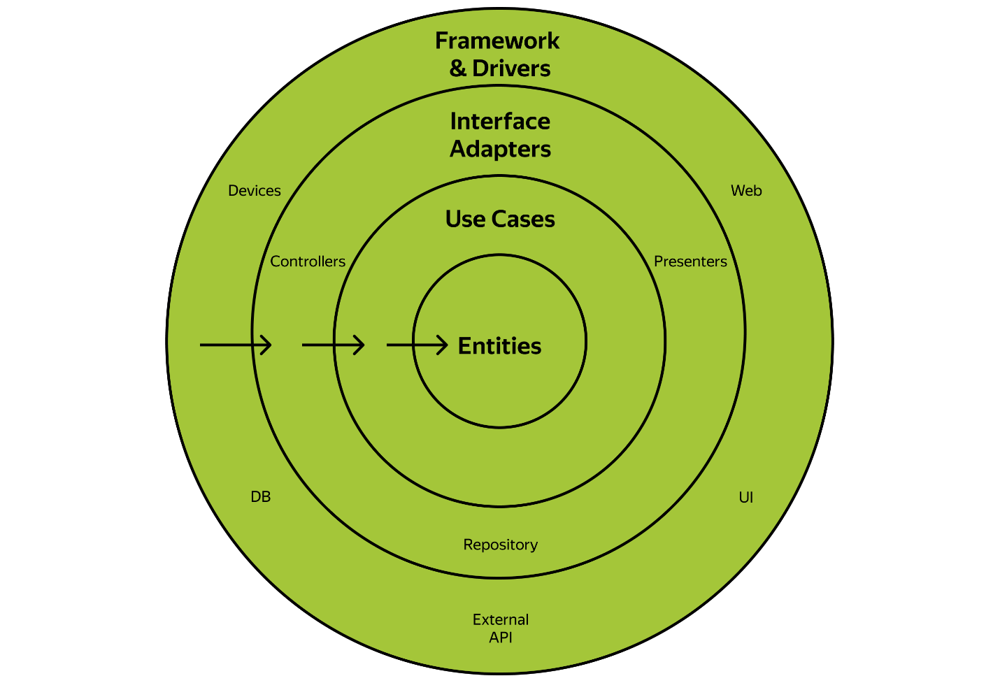 Framework
& Drivers
Interface
Adapters
Devices
Web
Use Cases
Controllers
Presenters
Entities
DB
UI
Repository
External
API